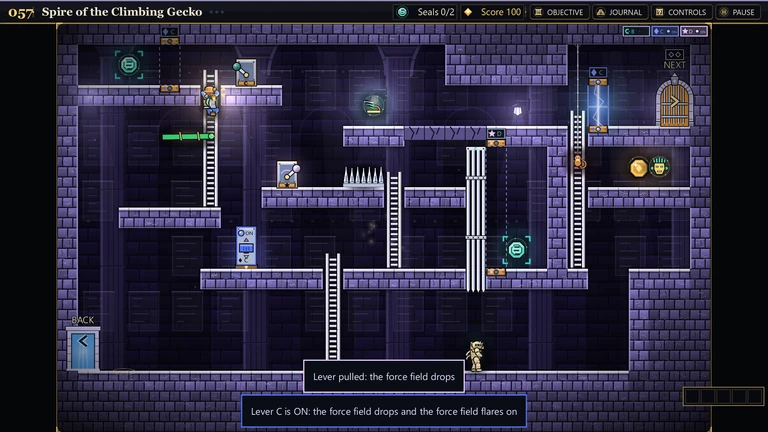 057 Spire of the Climbing Gecko
Seals 0/2
Score 100
OBJECTIVE
JOURNAL
CONTROLS
PAUSE
C
NEXT
C
D
ON
C
BACK
Lever pulled: the force field drops
Lever C is ON: the force field drops and the force field flares on